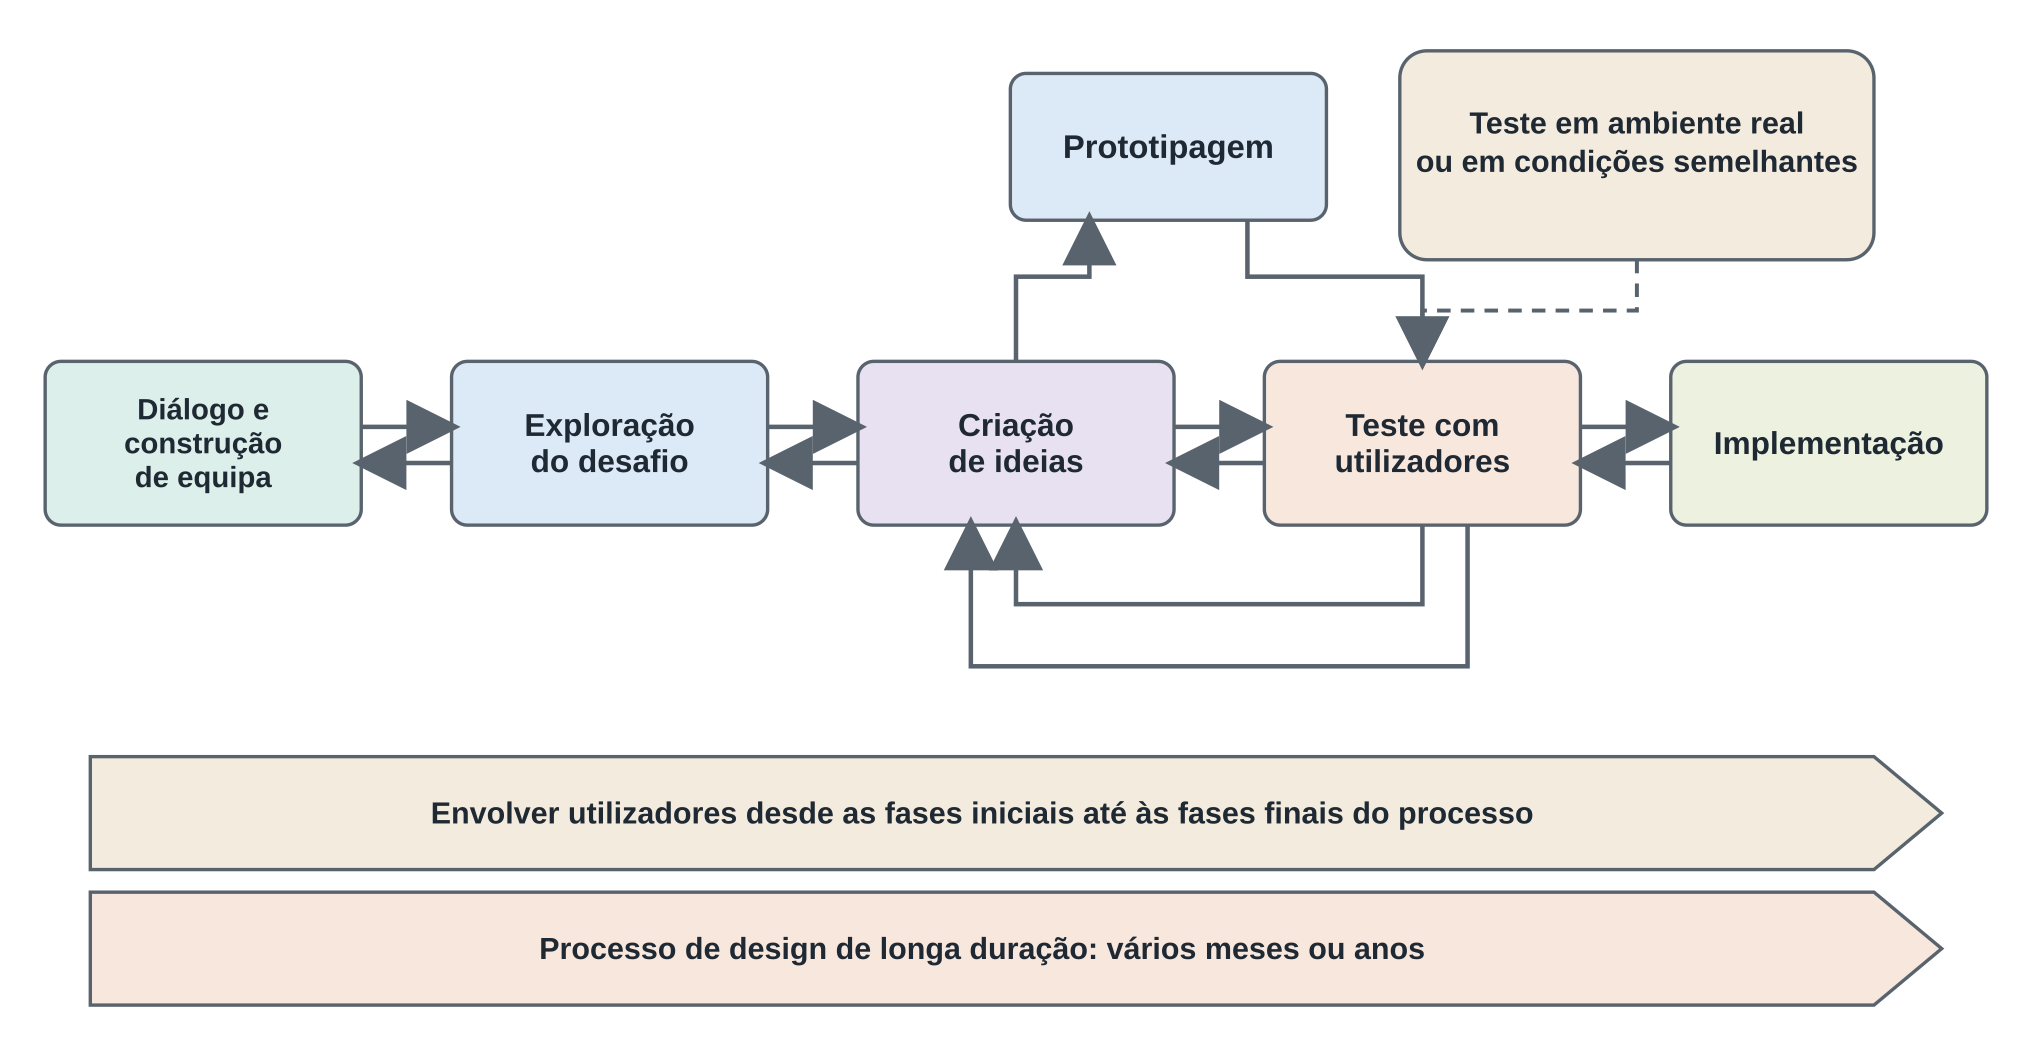 Prototipagem
Teste em ambiente real
ou em condições semelhantes
Diálogo e
construção
de equipa
Exploração
do desafio
Criação
de ideias
Teste com
utilizadores
Implementação
Envolver utilizadores desde as fases iniciais até às fases finais do processo
Processo de design de longa duração: vários meses ou anos